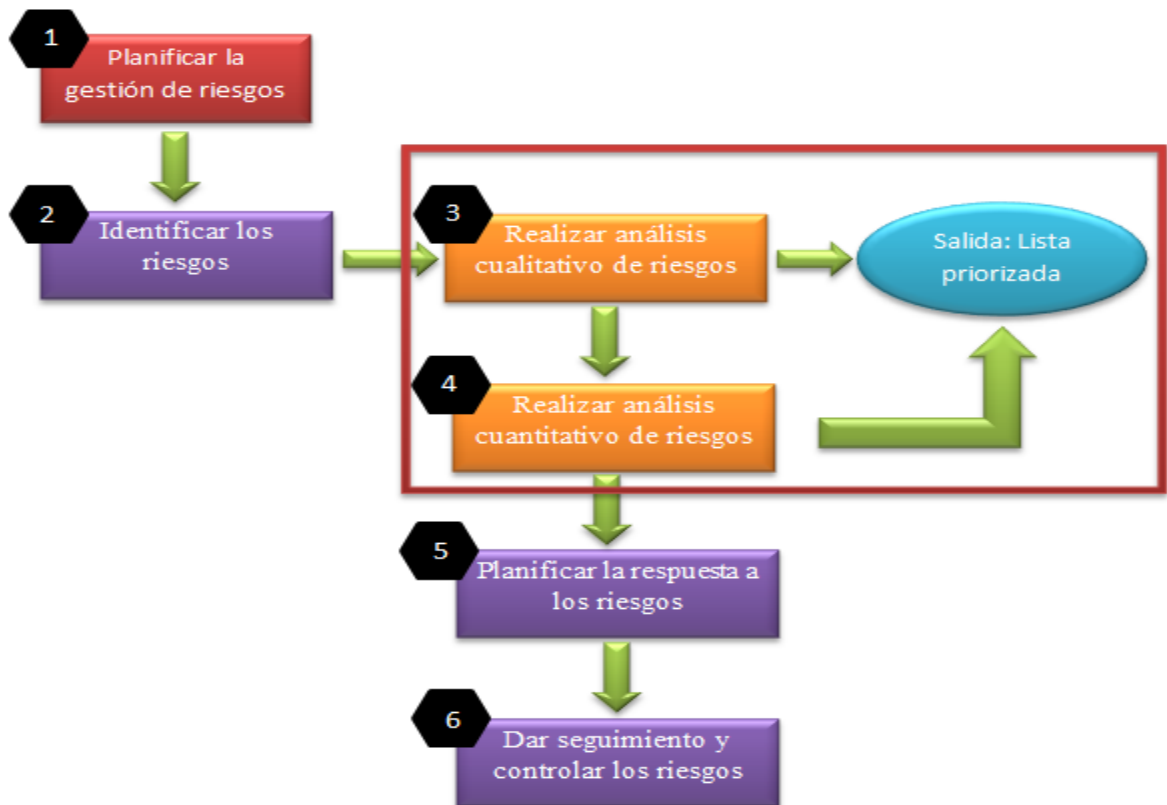 1
Planificar la
gestión de riesgos
2
Identificar los
riesgos
3
Realizar análisis
cualitativo de riesgos
Salida: Lista
priorizada
4
Realizar análisis
cuantitativo de riesgos
5
Planificar la respuesta a
los riesgos
6
Dar seguimiento y
controlar los riesgos